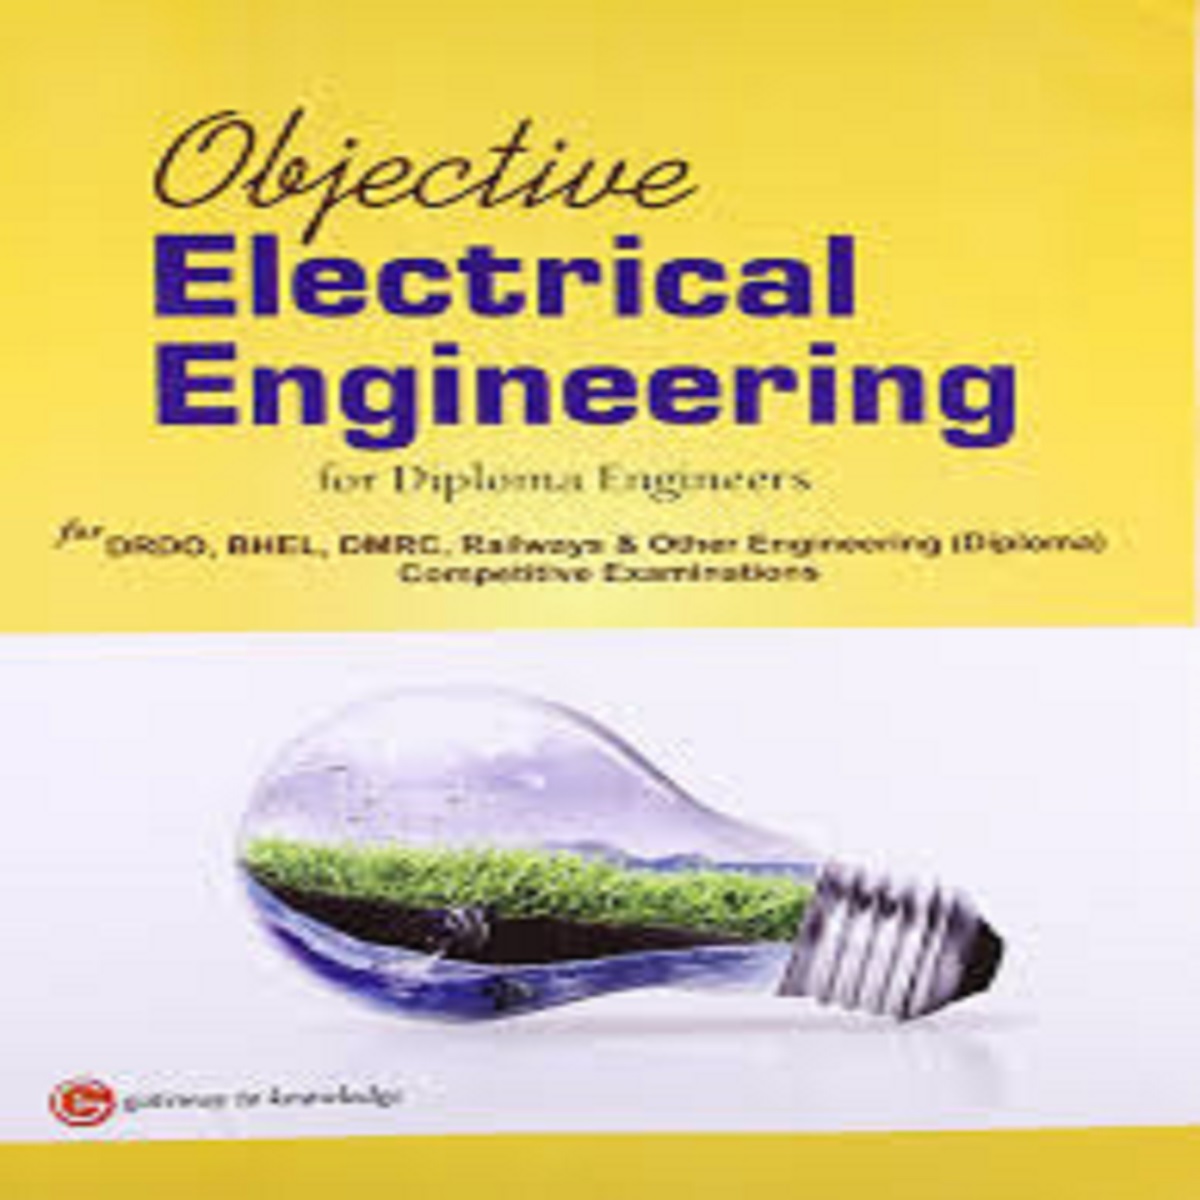 Objective
Electrical
Engineering
for Diploma Engineers
for DRDO, BHEL, DMRC, Railways & Other Engineering (Diploma)
Competitive Examinations
gateway to knowledge